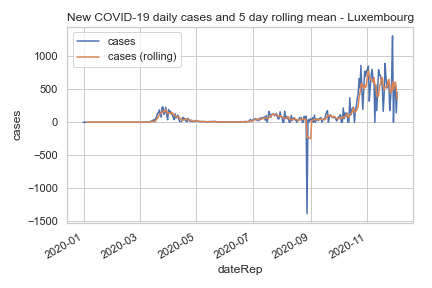 New COVID-19 daily cases and 5 day rolling mean - Luxembourg
cases
cases (rolling)
1000
500
0
−500
−1000
−1500
cases
2020-01
2020-03
2020-05
2020-07
2020-09
2020-11
dateRep